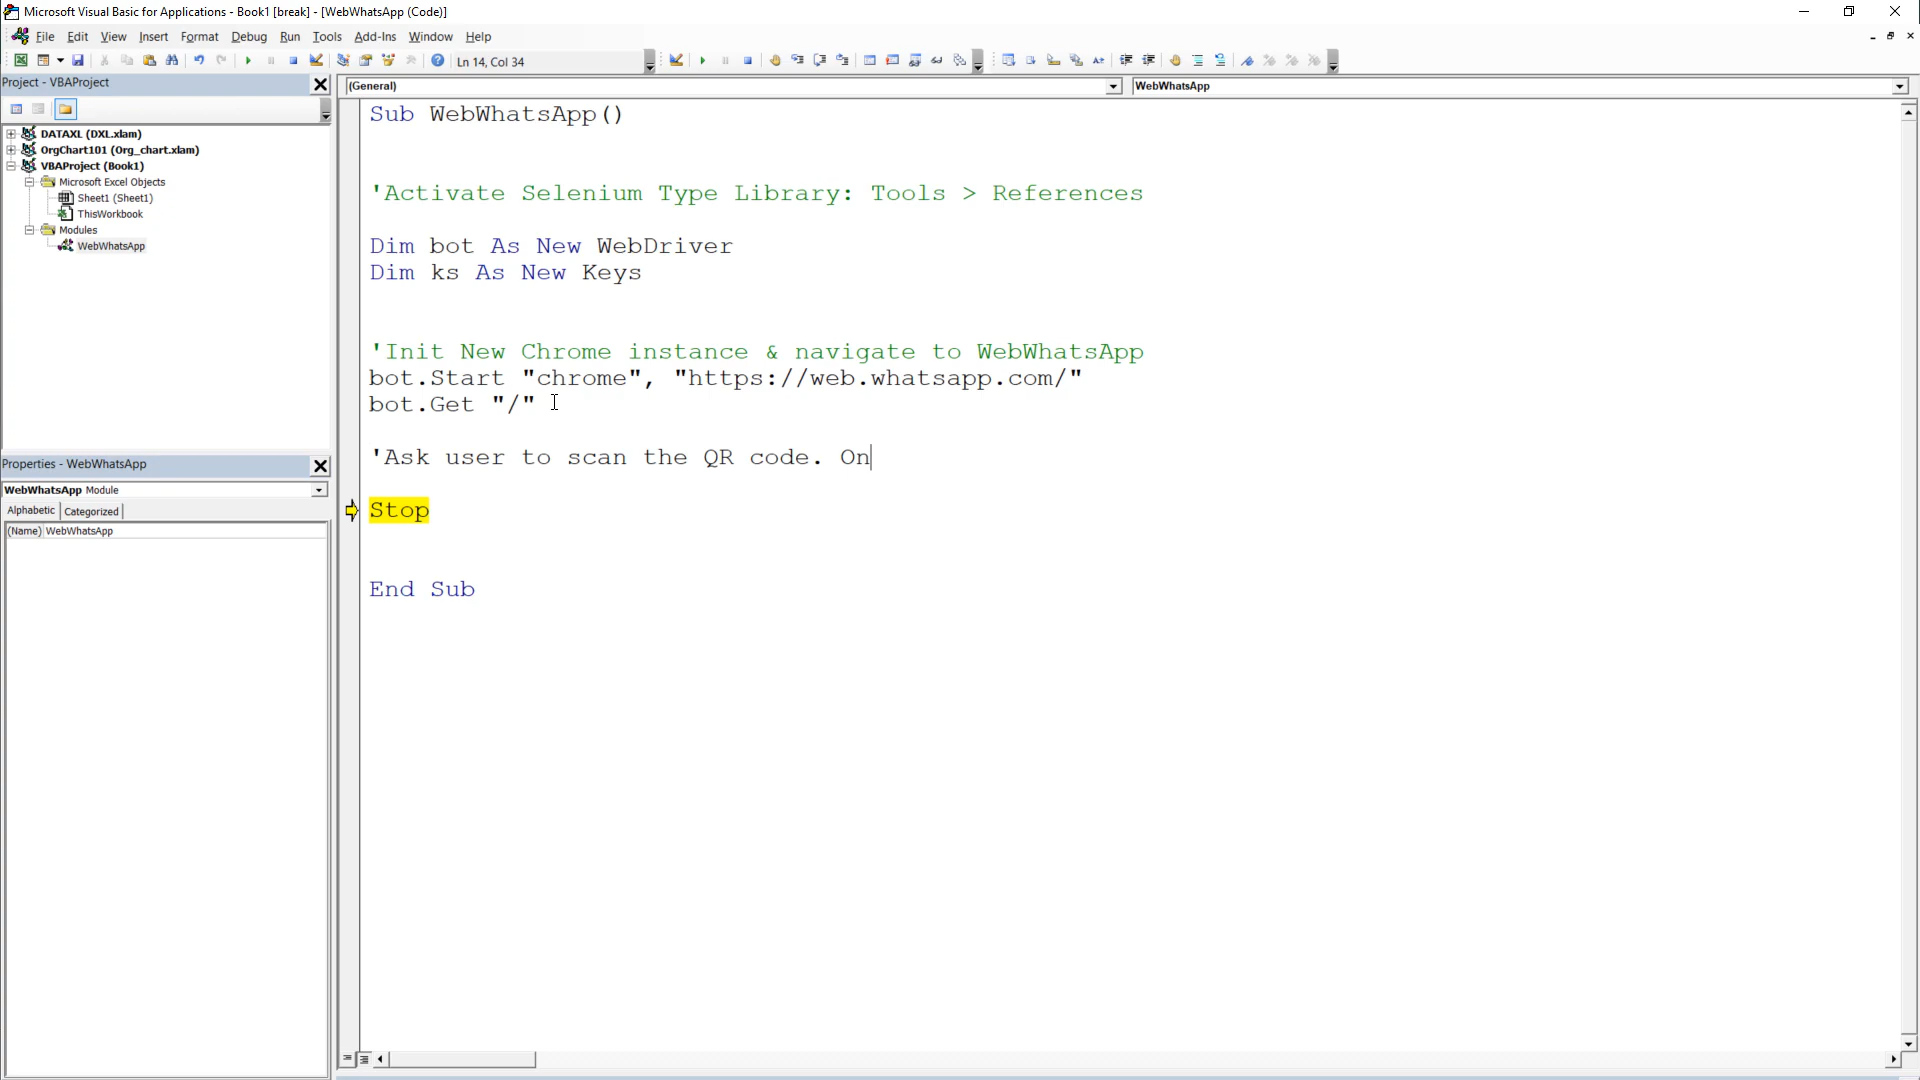 Microsoft Visual Basic for Applications - Book1 [break] - [WebWhatsApp (Code)]
File Edit View Insert Format Debug Run Tools Add-Ins Window Help
Ln 14, Col 34
Project - VBAProject
(General)
WebWhatsApp
DATAXL (DXL.xlam)
OrgChart101 (Org_chart.xlam)
VBAProject (Book1)
Microsoft Excel Objects
Sheet1 (Sheet1)
ThisWorkbook
Modules
WebWhatsApp
Properties - WebWhatsApp
WebWhatsApp Module
Alphabetic Categorized
(Name) WebWhatsApp
Sub WebWhatsApp()
'Activate Selenium Type Library: Tools > References
Dim bot As New WebDriver
Dim ks As New Keys
'Init New Chrome instance & navigate to WebWhatsApp
bot.Start "chrome", "https://web.whatsapp.com/"
bot.Get "/"
'Ask user to scan the QR code. On
Stop
End Sub